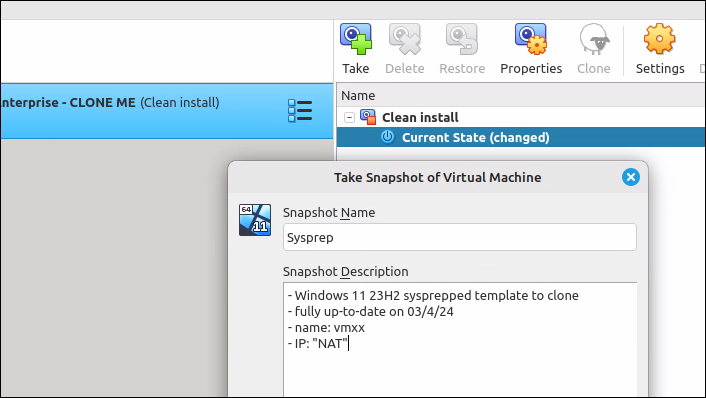 Take Delete Restore Properties Clone Settings
Name
nterprise - CLONE ME (Clean install)
Clean install
Current State (changed)
Take Snapshot of Virtual Machine
64
11
Snapshot Name
Sysprep
Snapshot Description
- Windows 11 23H2 sysprepped template to clone
- fully up-to-date on 03/4/24
- name: vmxx
- IP: "NAT"